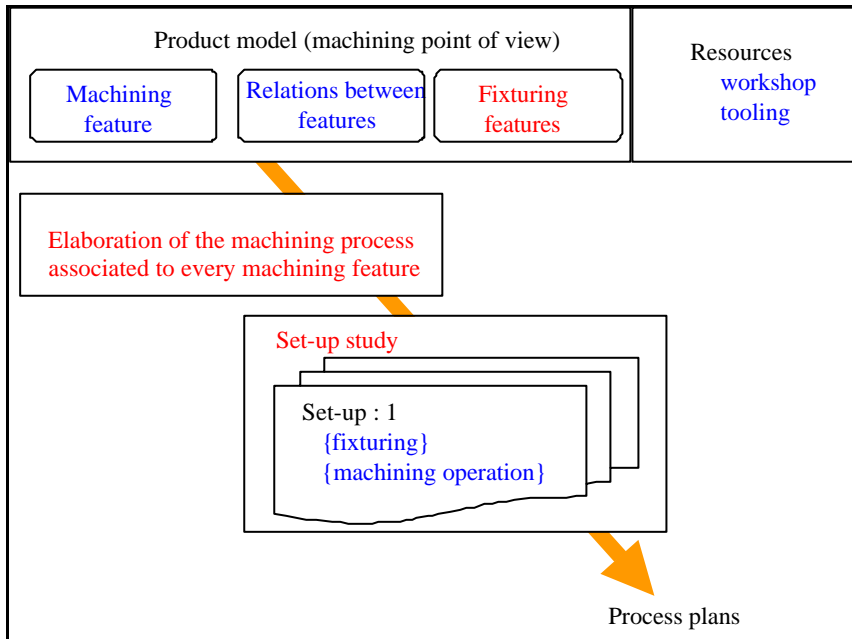 Product model (machining point of view)
Machining
feature
Relations between
features
Fixturing
features
Resources
workshop
tooling
Elaboration of the machining process
associated to every machining feature
Set-up study
Set-up : 1
{fixturing}
{machining operation}
Process plans